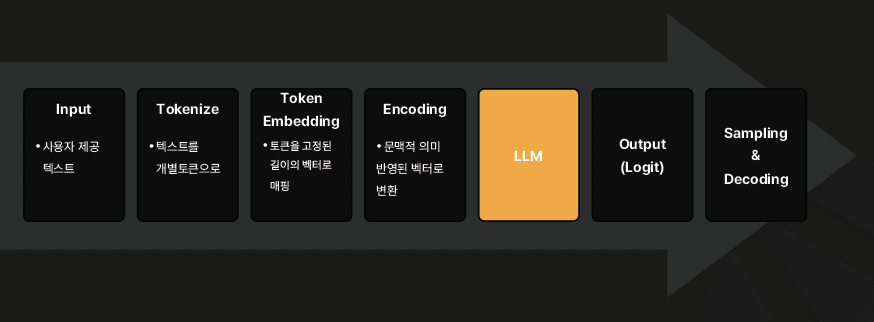 Input
• 사용자 제공
텍스트
Tokenize
• 텍스트를
개별토큰으로
Token
Embedding
• 토큰을 고정된
길이의 벡터로
매핑
Encoding
• 문맥적 의미
반영된 벡터로
변환
LLM
Output
(Logit)
Sampling
&
Decoding